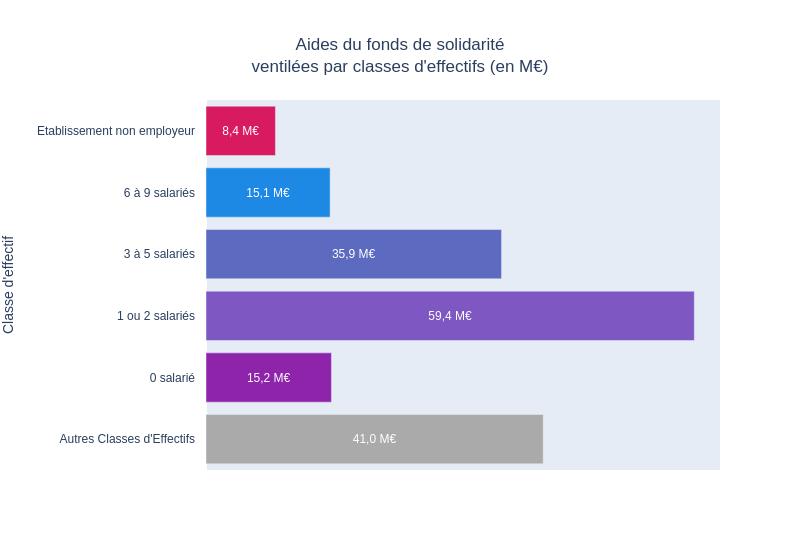 Aides du fonds de solidarité
ventilées par classes d'effectifs (en M€)
Classe d'effectif
Etablissement non employeur
8,4 M€
6 à 9 salariés
15,1 M€
3 à 5 salariés
35,9 M€
1 ou 2 salariés
59,4 M€
0 salarié
15,2 M€
Autres Classes d'Effectifs
41,0 M€